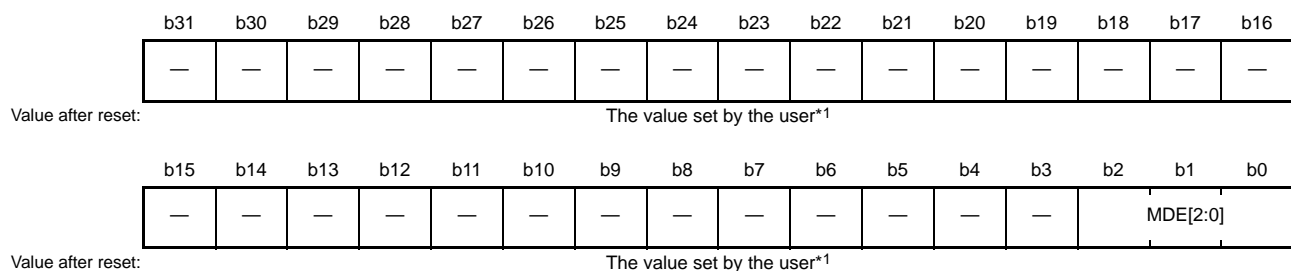 b31 b30 b29 b28 b27 b26 b25 b24 b23 b22 b21 b20 b19 b18 b17 b16
— — — — — — — — — — — — — — — —
Value after reset: The value set by the user*1
b15 b14 b13 b12 b11 b10 b9 b8 b7 b6 b5 b4 b3 b2 b1 b0
— — — — — — — — — — — — — MDE[2:0]
Value after reset: The value set by the user*1